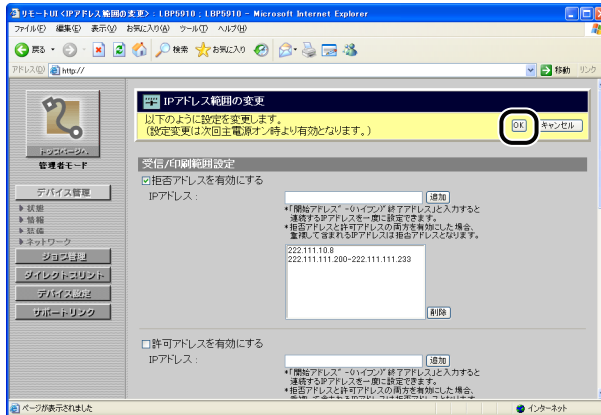 リモートUI <IPアドレス範囲の変更> : LBP5910 ; LBP5910 - Microsoft Internet Explorer
ファイル(F) 編集(E) 表示(V) お気に入り(A) ツール(T) ヘルプ(H)
戻る 検索 お気に入り
アドレス(D) http:// 移動 リンク
IPアドレス範囲の変更
以下のように設定を変更します。
(設定変更は次回主電源オン時より有効となります。)
OK キャンセル
トップページへ
管理者モード
デバイス管理
状態
情報
装備
ネットワーク
ジョブ管理
ダイレクトプリント
デバイス設定
サポートリンク
受信/印刷範囲設定
拒否アドレスを有効にする
IPアドレス : 追加
*「開始アドレス"-(ハイフン)"終了アドレス」と入力すると
連続するIPアドレスを一度に設定できます。
*拒否アドレスと許可アドレスの両方を有効にした場合、
重複して含まれるIPアドレスは拒否アドレスとなります。
222.111.10.8
222.111.111.200-222.111.111.233
削除
許可アドレスを有効にする
IPアドレス : 追加
*「開始アドレス"-(ハイフン)"終了アドレス」と入力すると
連続するIPアドレスを一度に設定できます。
*拒否アドレスと許可アドレスの両方を有効にした場合、
ページが表示されました インターネット